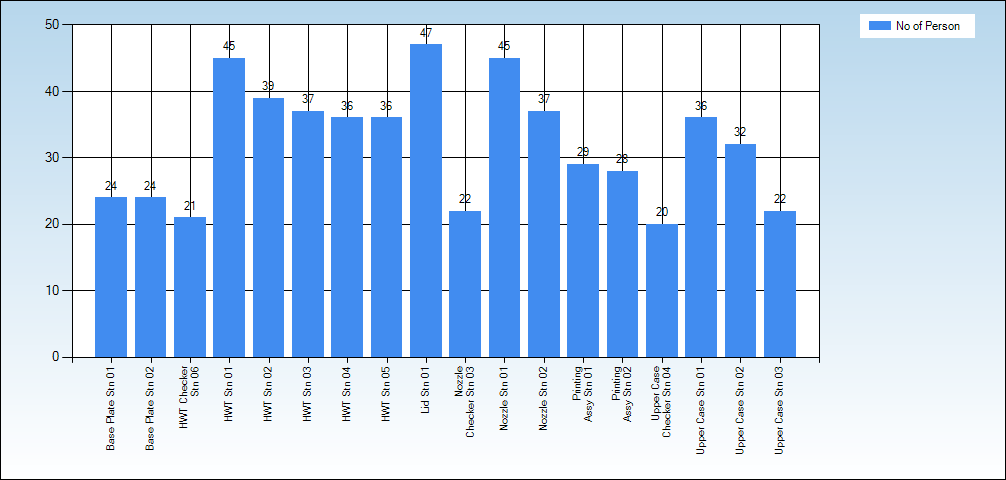 No of Person
50
40
30
20
10
0
24
24
21
45
39
37
36
36
47
22
45
37
29
28
20
36
32
22
Base Plate Stn 01
Base Plate Stn 02
HWT Checker
Stn 06
HWT Stn 01
HWT Stn 02
HWT Stn 03
HWT Stn 04
HWT Stn 05
Lid Stn 01
Nozzle
Checker Stn 03
Nozzle Stn 01
Nozzle Stn 02
Printing
Assy Stn 01
Printing
Assy Stn 02
Upper Case
Checker Stn 04
Upper Case Stn 01
Upper Case Stn 02
Upper Case Stn 03